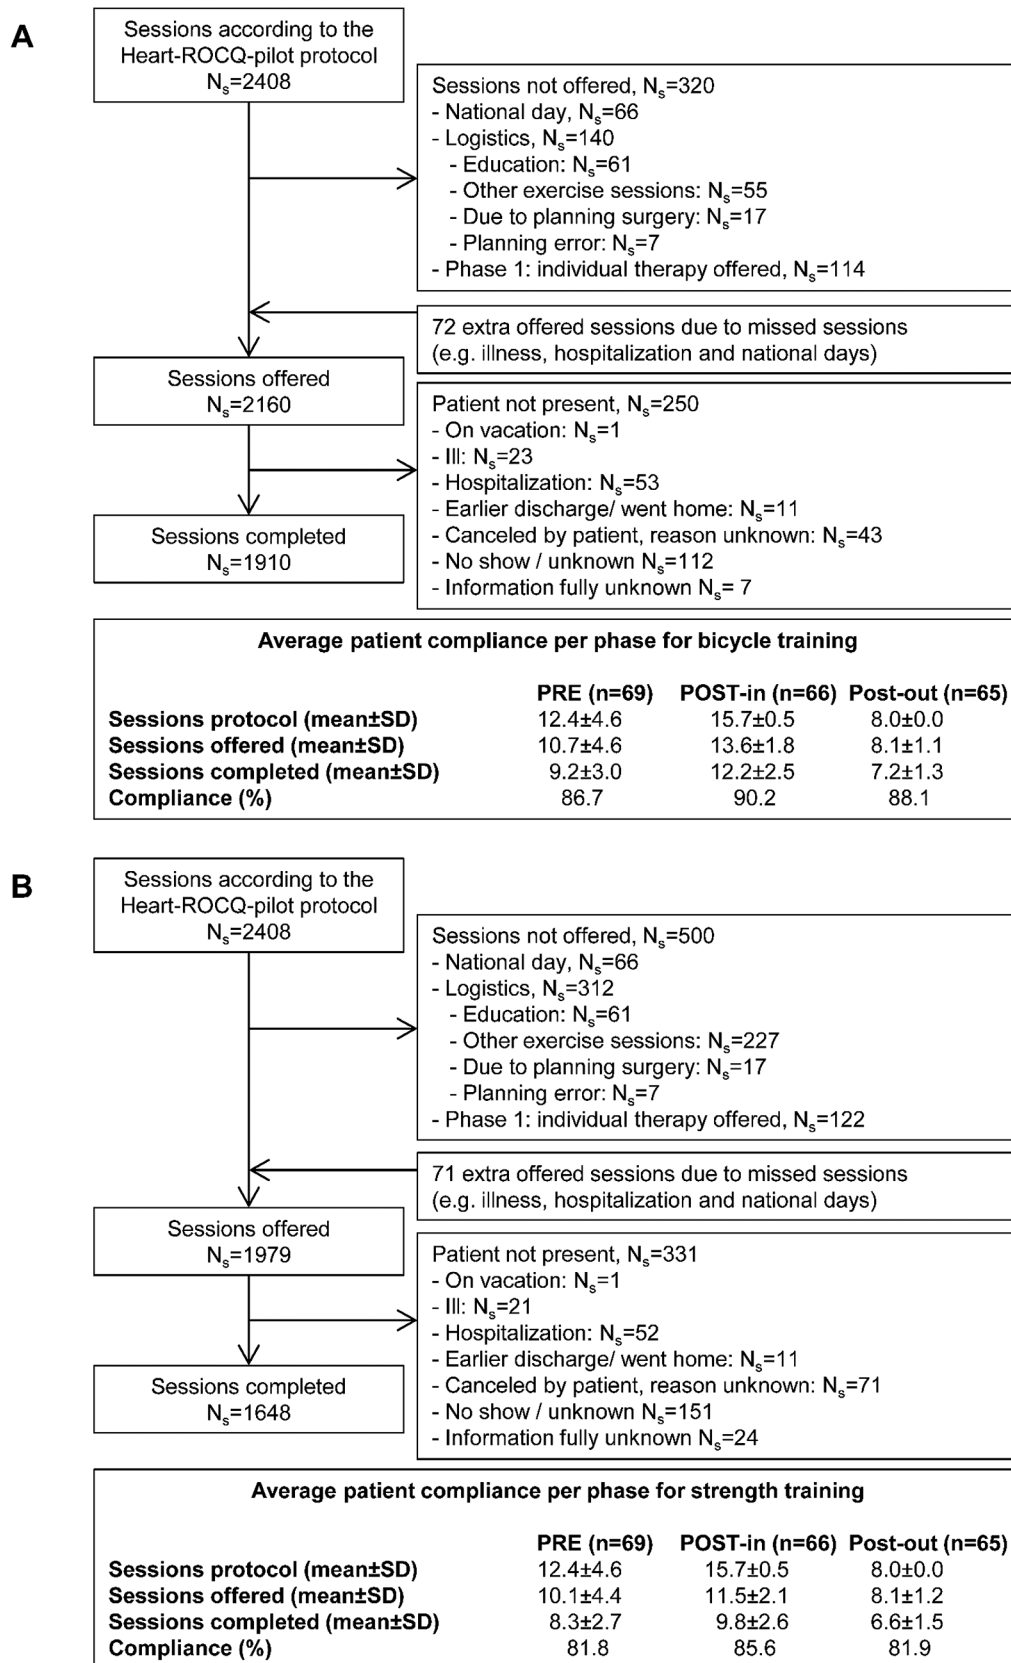 A
Sessions according to the
Heart-ROCQ-pilot protocol
Ns=2408
Sessions not offered, Ns=320
- National day, Ns=66
- Logistics, Ns=140
- Education: Ns=61
- Other exercise sessions: Ns=55
- Due to planning surgery: Ns=17
- Planning error: Ns=7
- Phase 1: individual therapy offered, Ns=114
72 extra offered sessions due to missed sessions
(e.g. illness, hospitalization and national days)
Sessions offered
Ns=2160
Patient not present, Ns=250
- On vacation: Ns=1
- Ill: Ns=23
- Hospitalization: Ns=53
- Earlier discharge/ went home: Ns=11
- Canceled by patient, reason unknown: Ns=43
- No show / unknown Ns=112
- Information fully unknown Ns= 7
Sessions completed
Ns=1910
Average patient compliance per phase for bicycle training
PRE (n=69) POST-in (n=66) Post-out (n=65)
Sessions protocol (mean±SD) 12.4±4.6 15.7±0.5 8.0±0.0
Sessions offered (mean±SD) 10.7±4.6 13.6±1.8 8.1±1.1
Sessions completed (mean±SD) 9.2±3.0 12.2±2.5 7.2±1.3
Compliance (%) 86.7 90.2 88.1
B
Sessions according to the
Heart-ROCQ-pilot protocol
Ns=2408
Sessions not offered, Ns=500
- National day, Ns=66
- Logistics, Ns=312
- Education: Ns=61
- Other exercise sessions: Ns=227
- Due to planning surgery: Ns=17
- Planning error: Ns=7
- Phase 1: individual therapy offered, Ns=122
71 extra offered sessions due to missed sessions
(e.g. illness, hospitalization and national days)
Sessions offered
Ns=1979
Patient not present, Ns=331
- On vacation: Ns=1
- Ill: Ns=21
- Hospitalization: Ns=52
- Earlier discharge/ went home: Ns=11
- Canceled by patient, reason unknown: Ns=71
- No show / unknown Ns=151
- Information fully unknown Ns=24
Sessions completed
Ns=1648
Average patient compliance per phase for strength training
PRE (n=69) POST-in (n=66) Post-out (n=65)
Sessions protocol (mean±SD) 12.4±4.6 15.7±0.5 8.0±0.0
Sessions offered (mean±SD) 10.1±4.4 11.5±2.1 8.1±1.2
Sessions completed (mean±SD) 8.3±2.7 9.8±2.6 6.6±1.5
Compliance (%) 81.8 85.6 81.9